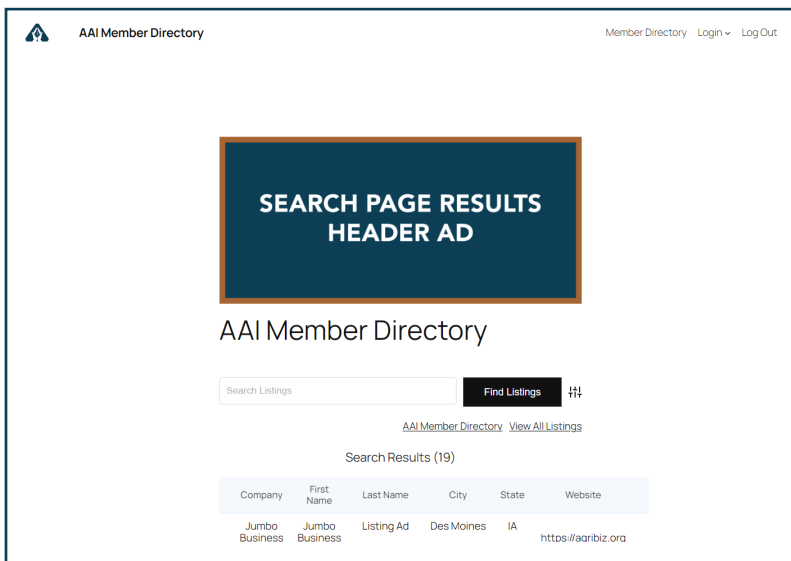 AAI Member Directory
Member Directory Login Log Out
SEARCH PAGE RESULTS
HEADER AD
AAI Member Directory
Search Listings
Find Listings
AAI Member Directory View All Listings
Search Results (19)
Company First Name Last Name City State Website
Jumbo Business Jumbo Business Listing Ad Des Moines IA https://agribiz.org